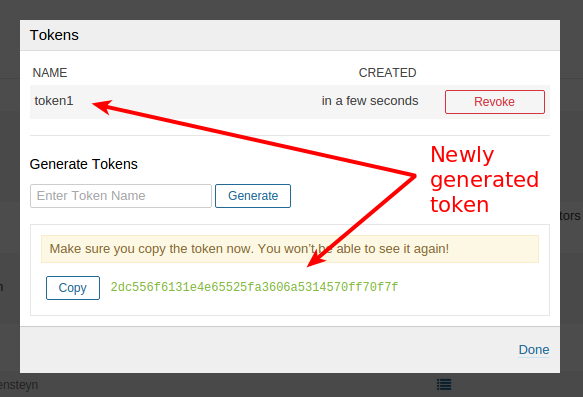 Tokens
NAME CREATED
token1 in a few seconds Revoke
Newly
generated
token
Generate Tokens
Enter Token Name Generate
tors
Make sure you copy the token now. You won't be able to see it again!
Copy 2dc556f6131e4e65525fa3606a5314570ff70f7f
Done
ensteyn